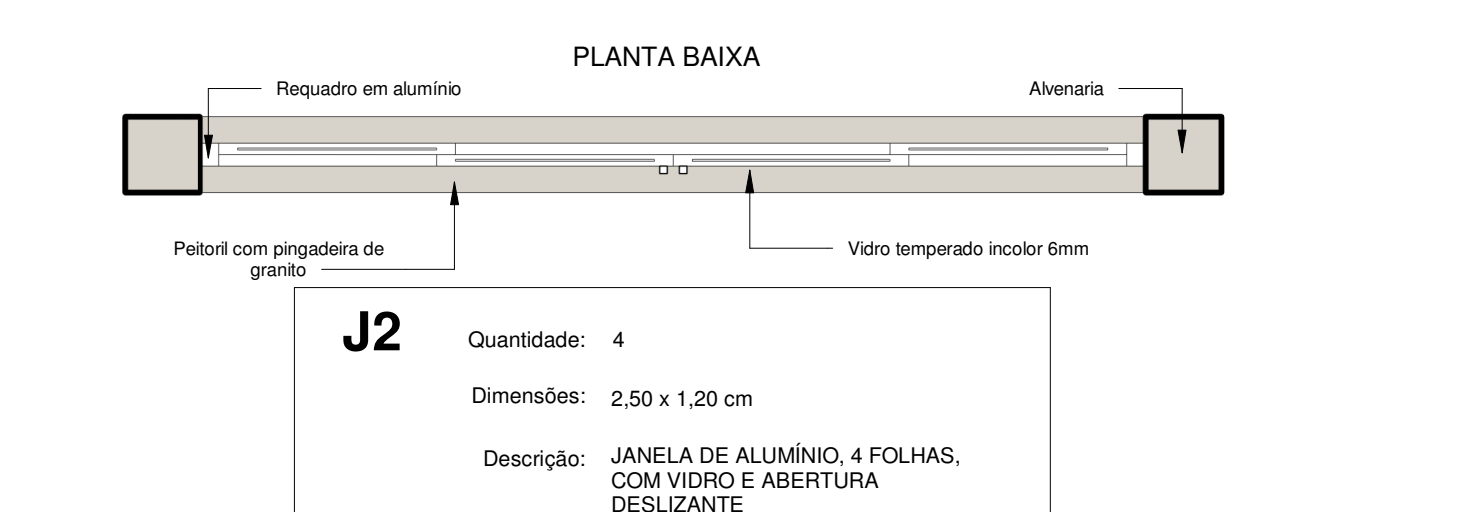 PLANTA BAIXA
Requadro em alumínio
Alvenaria
Peitoril com pingadeira de
granito
Vidro temperado incolor 6mm
J2
Quantidade: 4
Dimensões: 2,50 x 1,20 cm
Descrição: JANELA DE ALUMÍNIO, 4 FOLHAS,
COM VIDRO E ABERTURA
DESLIZANTE